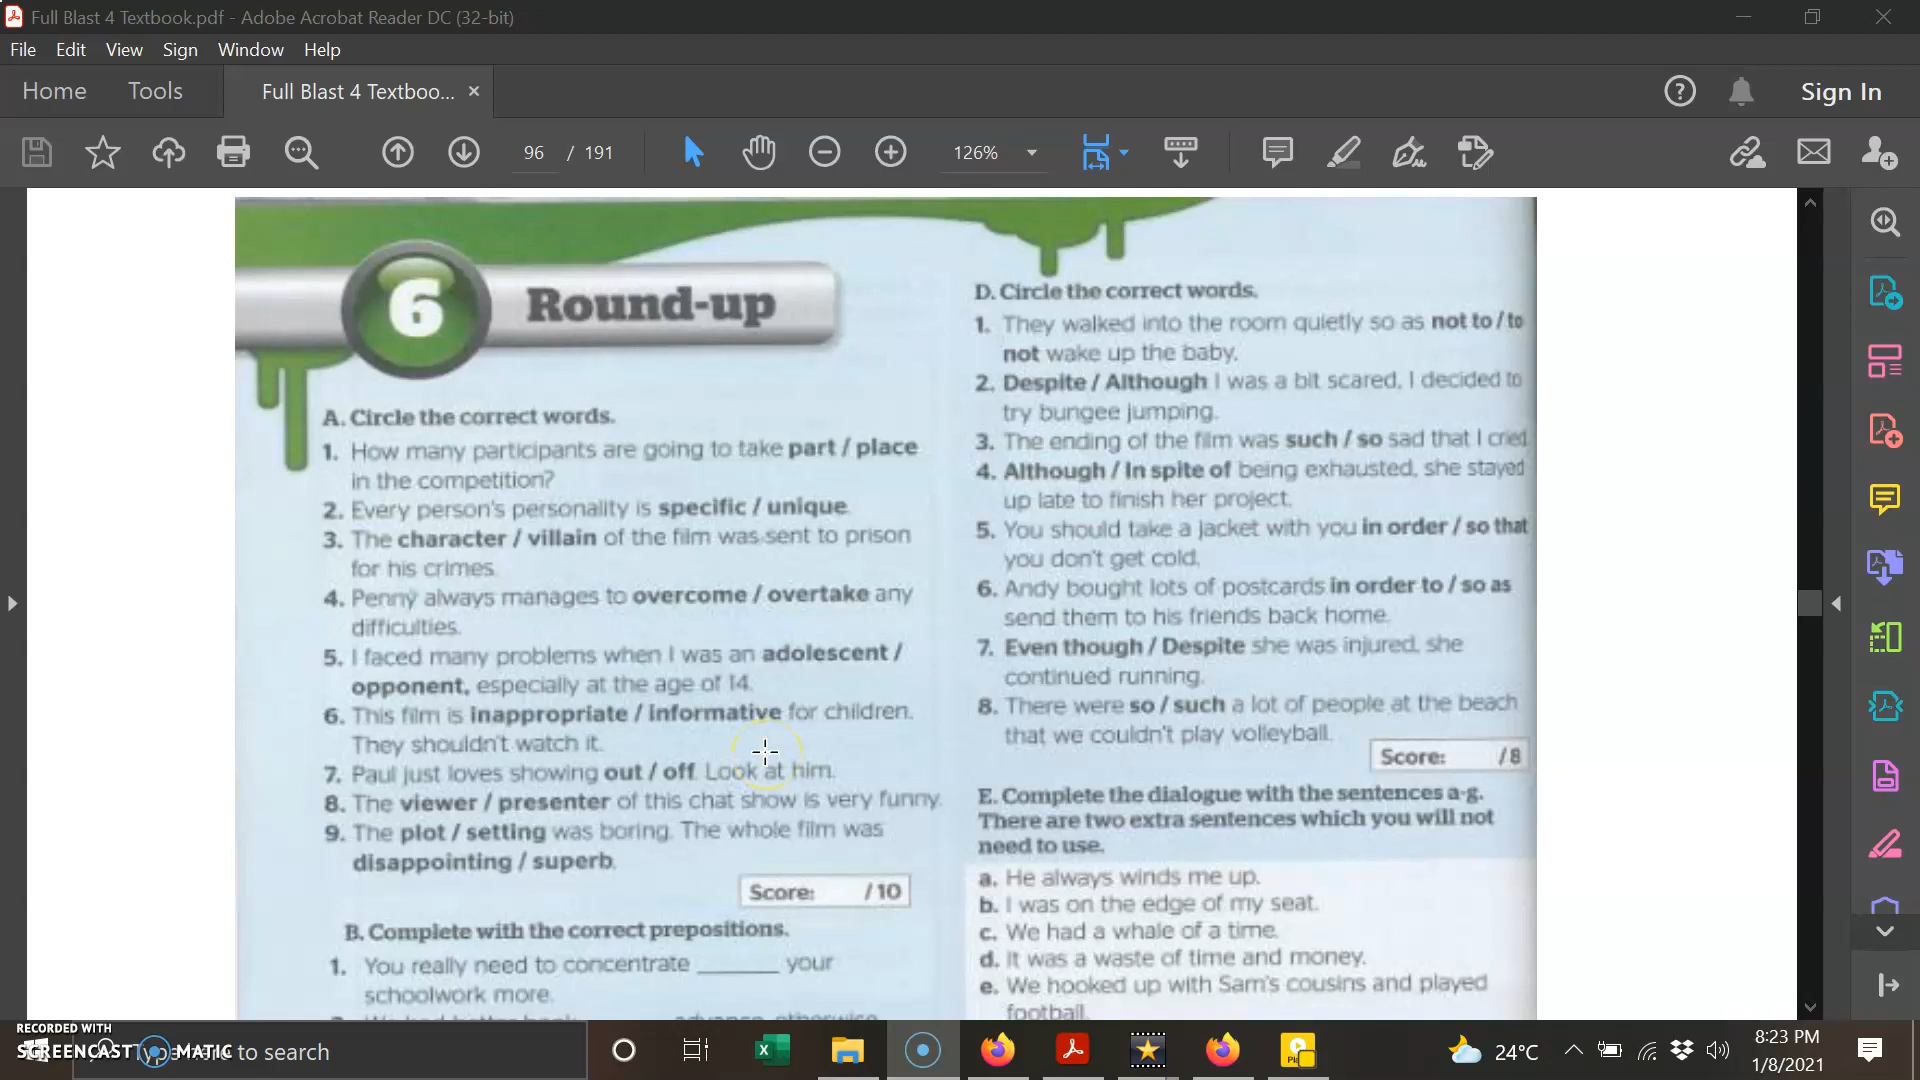 Full Blast 4 Textbook.pdf - Adobe Acrobat Reader DC (32-bit)
File Edit View Sign Window Help
Home Tools Full Blast 4 Textboo... × Sign In
96 / 191 126%
6 Round-up
A. Circle the correct words.
1. How many participants are going to take part / place
in the competition?
2. Every person's personality is specific / unique.
3. The character / villain of the film was sent to prison
for his crimes.
4. Penny always manages to overcome / overtake any
difficulties.
5. I faced many problems when I was an adolescent /
opponent, especially at the age of 14.
6. This film is inappropriate / informative for children.
They shouldn't watch it.
7. Paul just loves showing out / off. Look at him.
8. The viewer / presenter of this chat show is very funny.
9. The plot / setting was boring. The whole film was
disappointing / superb.
Score: /10
B. Complete with the correct prepositions.
1. You really need to concentrate ______ your
schoolwork more.
D. Circle the correct words.
1. They walked into the room quietly so as not to / to
not wake up the baby.
2. Despite / Although I was a bit scared, I decided to
try bungee jumping.
3. The ending of the film was such / so sad that I cried.
4. Although / In spite of being exhausted, she stayed
up late to finish her project.
5. You should take a jacket with you in order / so that
you don't get cold.
6. Andy bought lots of postcards in order to / so as
send them to his friends back home.
7. Even though / Despite she was injured, she
continued running.
8. There were so / such a lot of people at the beach
that we couldn't play volleyball.
Score: /8
E. Complete the dialogue with the sentences a-g.
There are two extra sentences which you will not
need to use.
a. He always winds me up.
b. I was on the edge of my seat.
c. We had a whale of a time.
d. It was a waste of time and money.
e. We hooked up with Sam's cousins and played
football.
RECORDED WITH
SCREENCAST MATIC
Type here to search
24°C
8:23 PM
1/8/2021